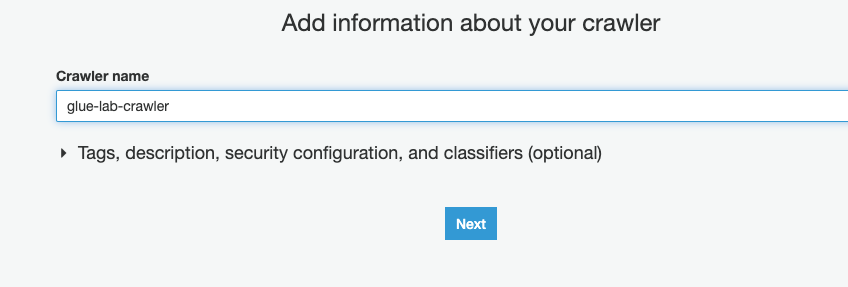 Add information about your crawler
Crawler name
glue-lab-crawler
Tags, description, security configuration, and classifiers (optional)
Next